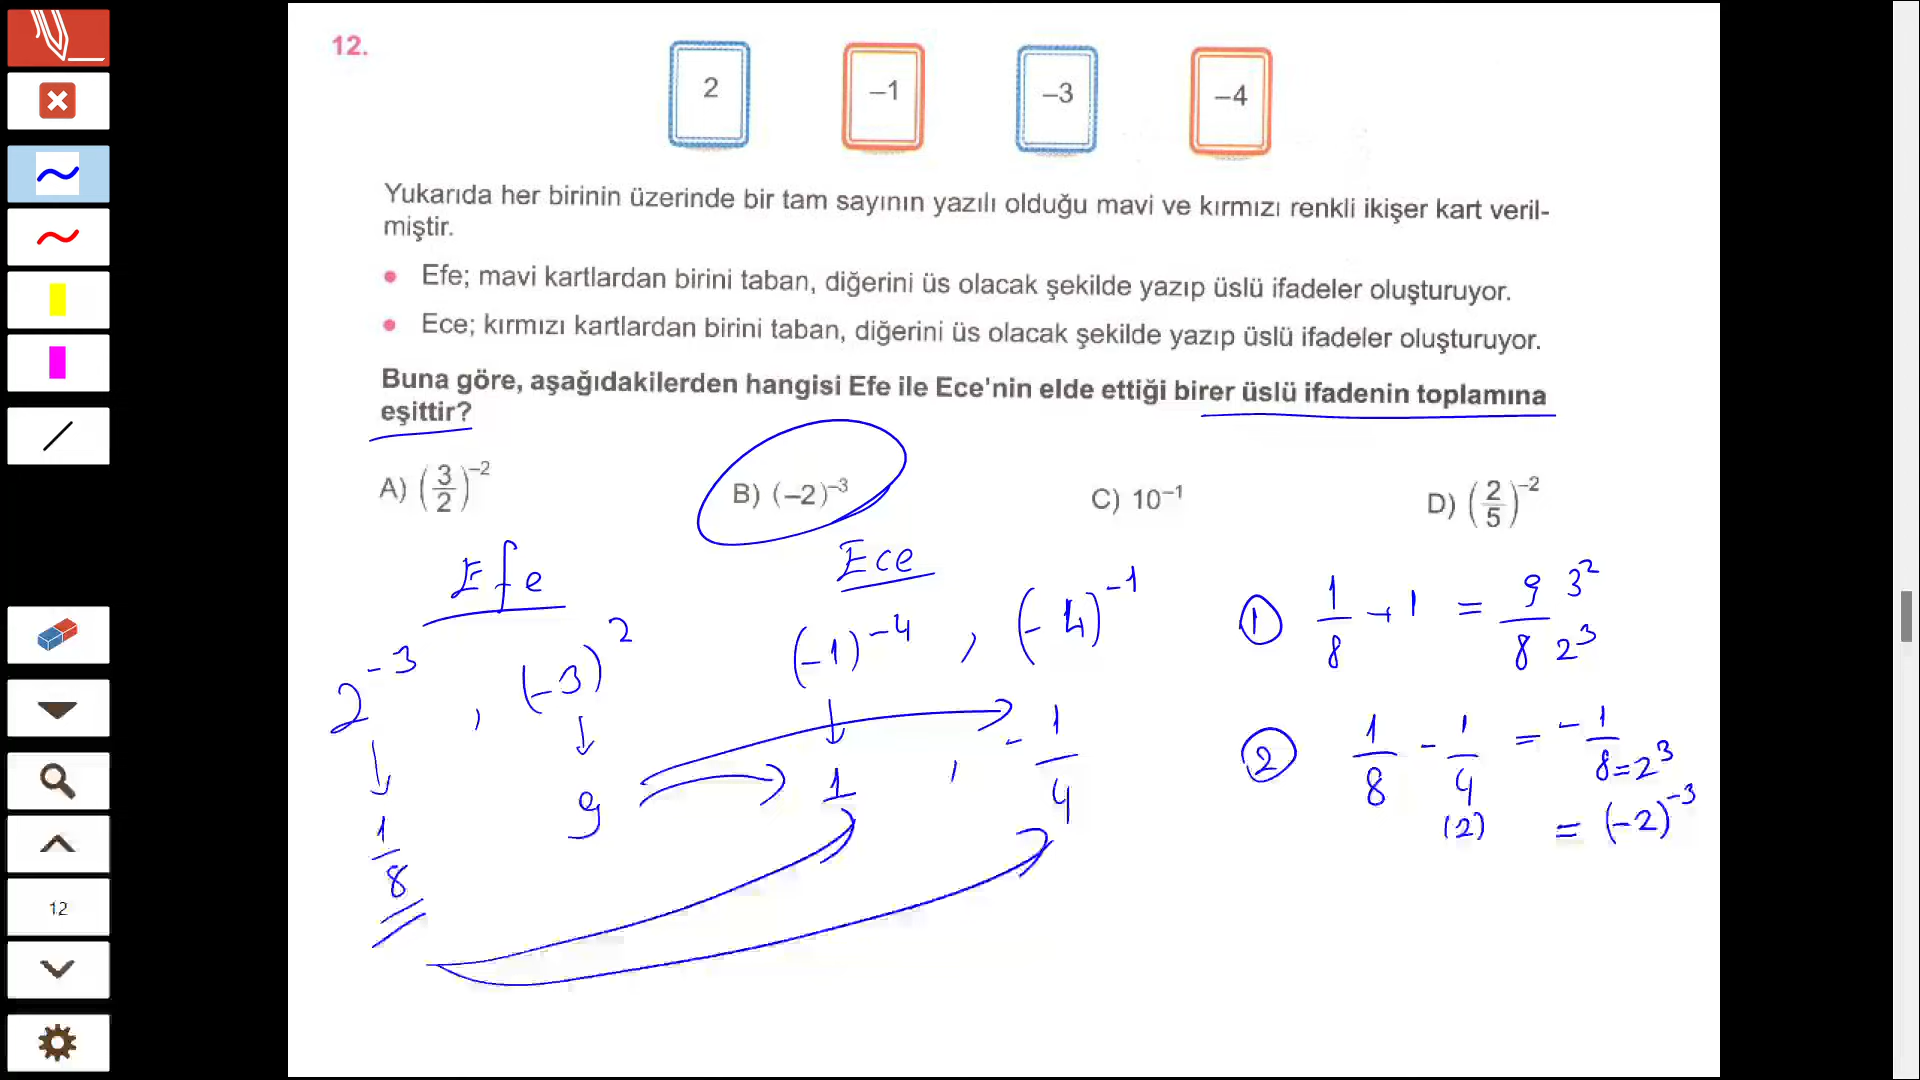 12.
2
–1
–3
–4
Yukarıda her birinin üzerinde bir tam sayının yazılı olduğu mavi ve kırmızı renkli ikişer kart veril-
miştir.
• Efe; mavi kartlardan birini taban, diğerini üs olacak şekilde yazıp üslü ifadeler oluşturuyor.
• Ece; kırmızı kartlardan birini taban, diğerini üs olacak şekilde yazıp üslü ifadeler oluşturuyor.
Buna göre, aşağıdakilerden hangisi Efe ile Ece'nin elde ettiği birer üslü ifadenin toplamına
eşittir?
A) (3/2)^–2 B) (–2)^–3 C) 10^–1 D) (2/5)^–2
Efe
2^-3 , (-3)^2
1/8 9
Ece
(-1)^-4 , (-4)^-1
1 , -1/4
① 1/8 + 1 = 9/8 3^2 2^3
② 1/8 - 1/4 = -1/8=2^3
(2) = (-2)^-3
12